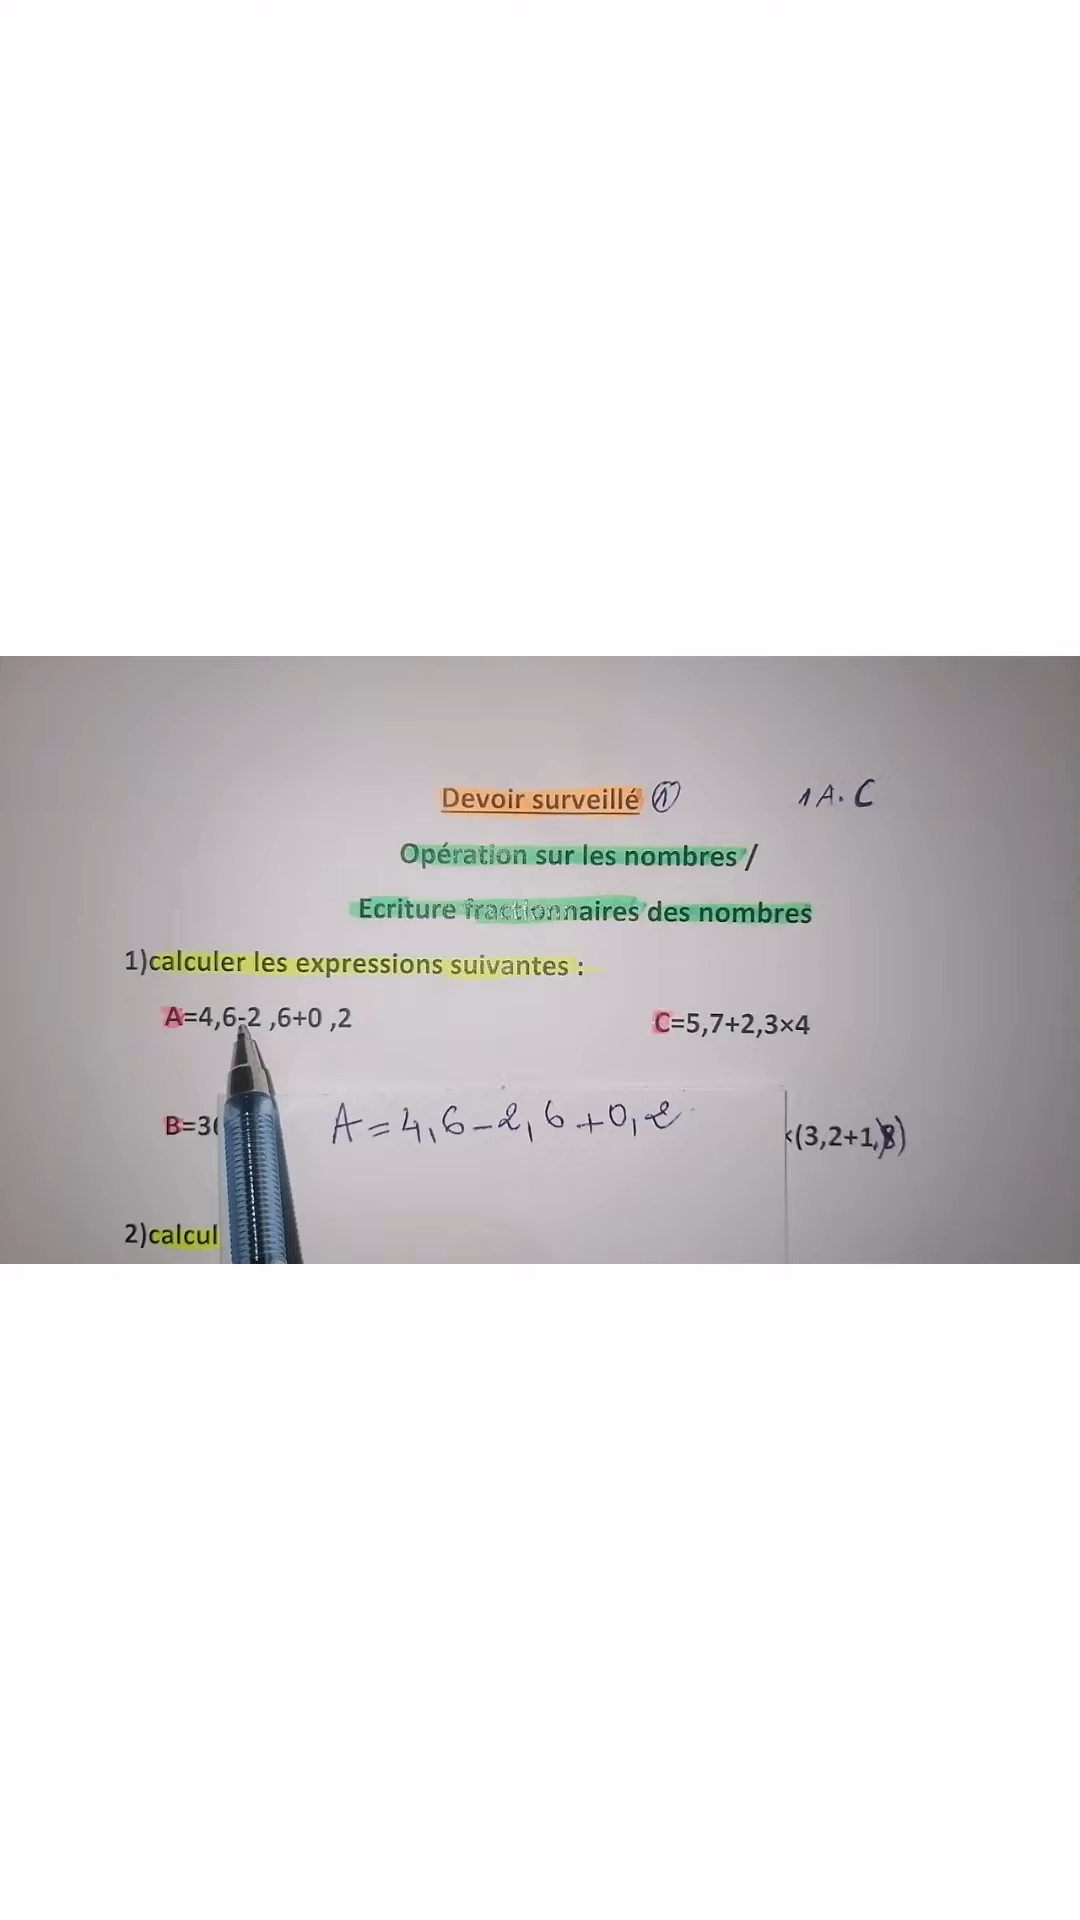 Devoir surveillé ① 1 A.C
Opération sur les nombres /
Ecriture fractionnaires des nombres
1)calculer les expressions suivantes :
A=4,6-2 ,6+0 ,2 C=5,7+2,3×4
B=3
A=4,6-2,6+0,2
(3,2+1,8)
2)calcul